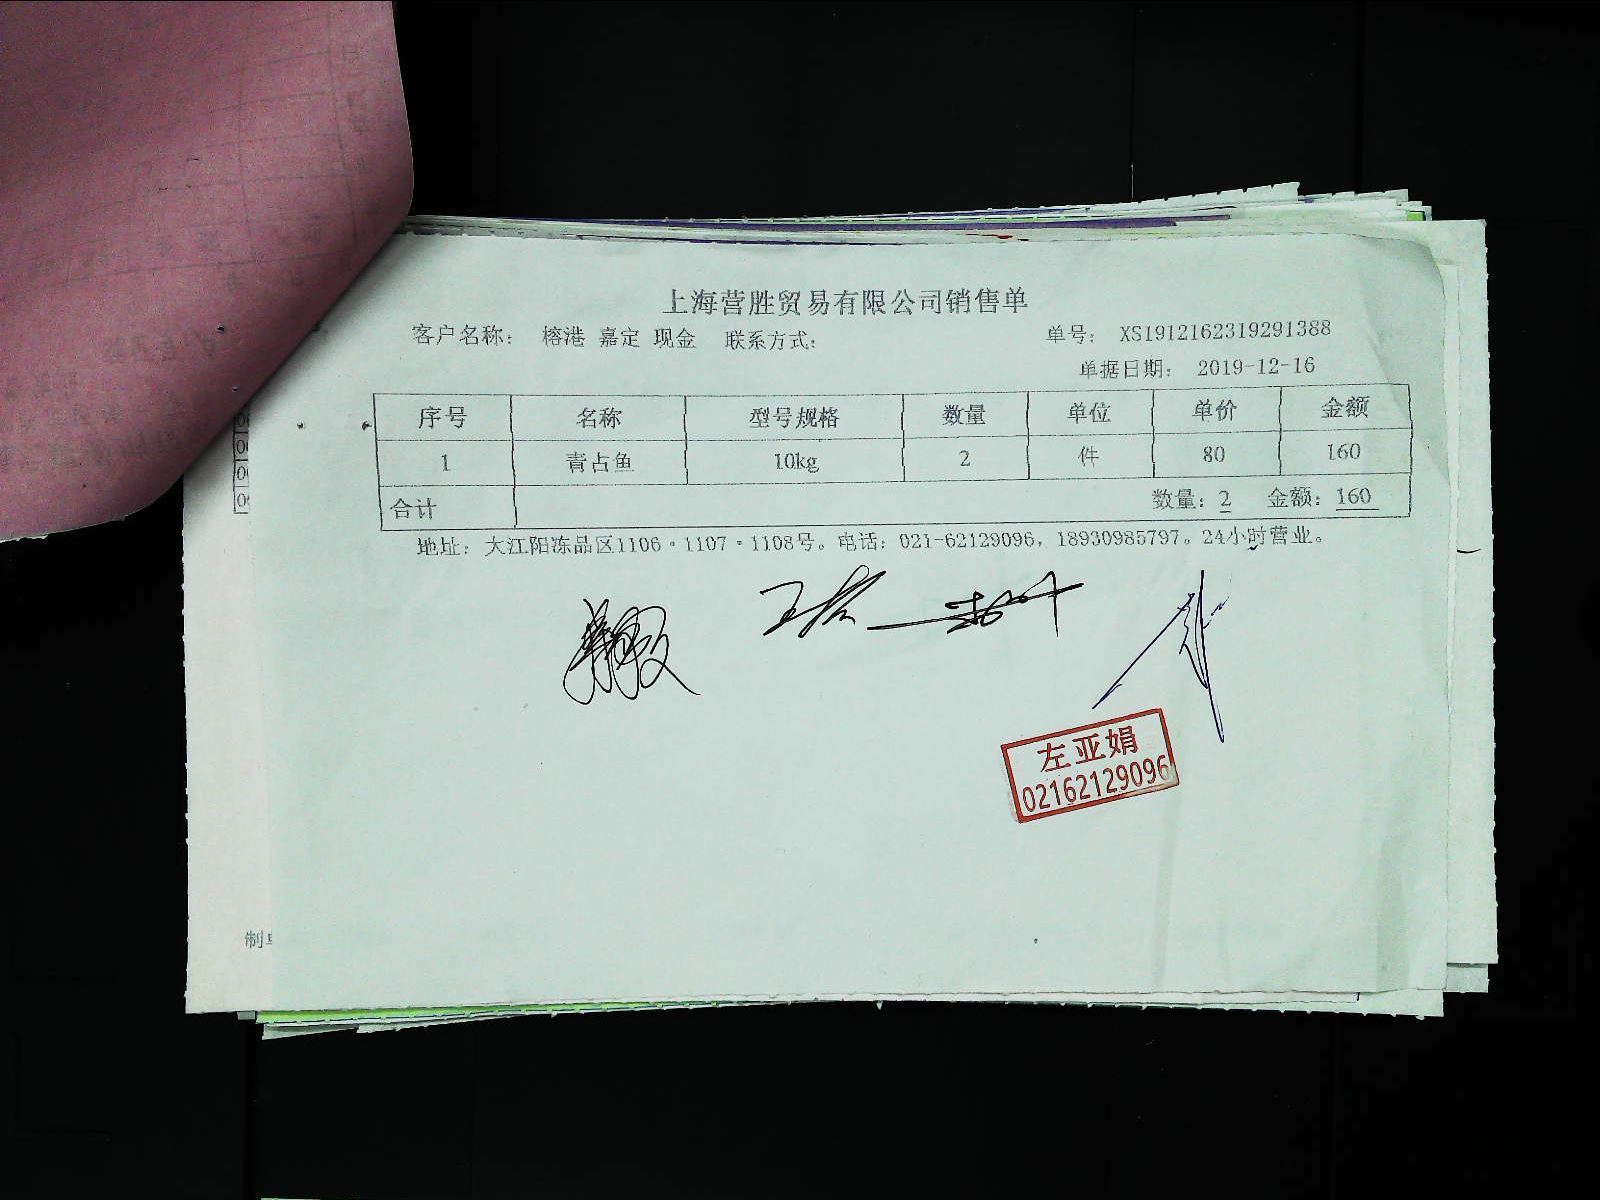 上海营胜贸易有限公司销售单
客户名称： 榕港 嘉定 现金 联系方式： 单号： XS1912162319291388
单据日期： 2019-12-16
序号 名称 型号规格 数量 单位 单价 金额
1 青占鱼 10kg 2 件 80 160
合计 数量：2 金额：160
地址：大江阳冻品区1106·1107·1108号。电话：021-62129096，18930985797。24小时营业。
左亚娟
02162129096